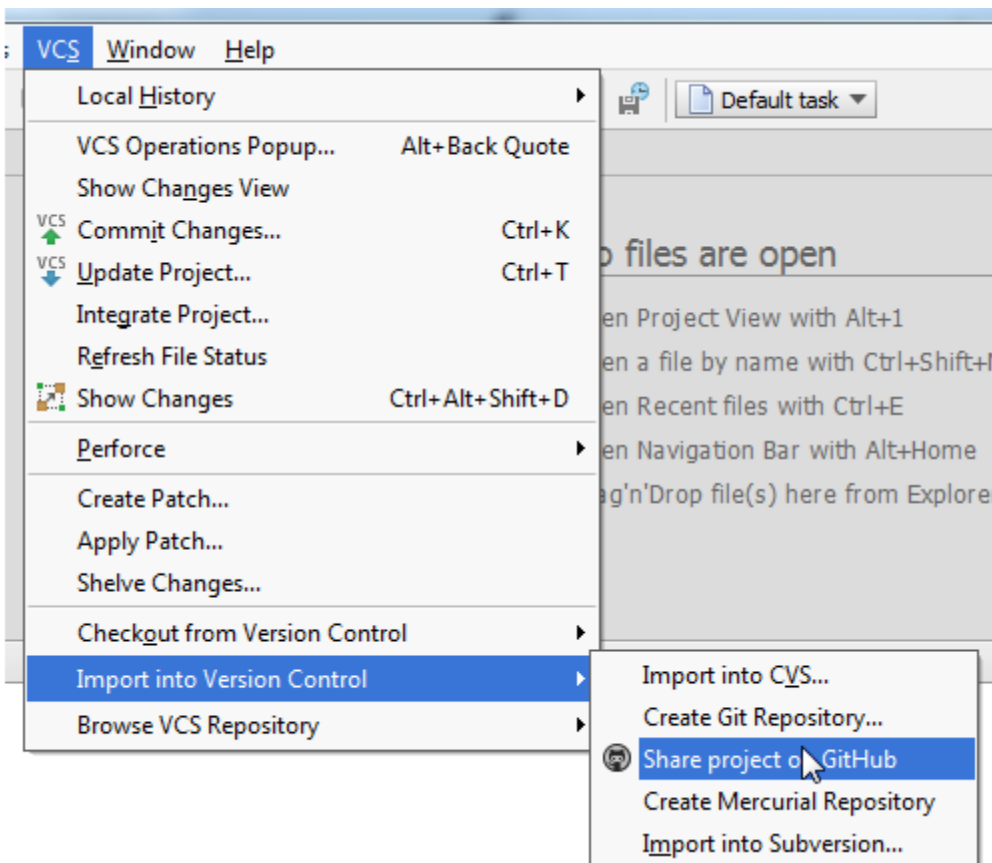 s VCS Window Help
Local History
Default task
VCS Operations Popup... Alt+Back Quote
Show Changes View
VCS Commit Changes... Ctrl+K
VCS Update Project... Ctrl+T
Integrate Project...
Refresh File Status
Show Changes Ctrl+Alt+Shift+D
Perforce
Create Patch...
Apply Patch...
Shelve Changes...
Checkout from Version Control
Import into Version Control
Browse VCS Repository
files are open
en Project View with Alt+1
en a file by name with Ctrl+Shift+
en Recent files with Ctrl+E
en Navigation Bar with Alt+Home
ag'n'Drop file(s) here from Explore
Import into CVS...
Create Git Repository...
Share project o GitHub
Create Mercurial Repository
Import into Subversion...